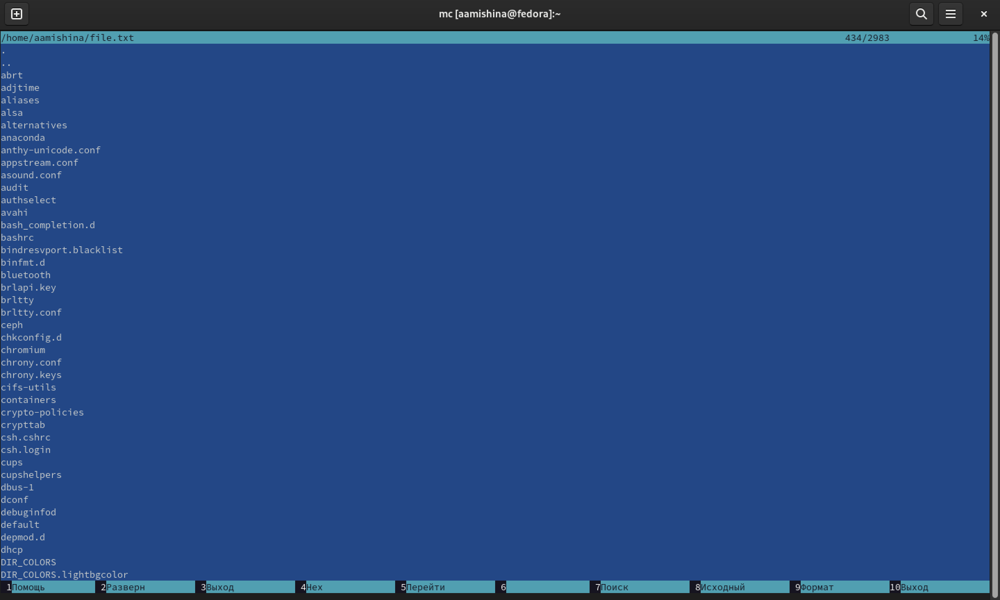 mc [aamishina@fedora]:~
/home/aamishina/file.txt 434/2983 14%
.
..
abrt
adjtime
aliases
alsa
alternatives
anaconda
anthy-unicode.conf
appstream.conf
asound.conf
audit
authselect
avahi
bash_completion.d
bashrc
bindresvport.blacklist
binfmt.d
bluetooth
brlapi.key
brltty
brltty.conf
ceph
chkconfig.d
chromium
chrony.conf
chrony.keys
cifs-utils
containers
crypto-policies
crypttab
csh.cshrc
csh.login
cups
cupshelpers
dbus-1
dconf
debuginfod
default
depmod.d
dhcp
DIR_COLORS
DIR_COLORS.lightbgcolor
1Помощь 2Разверн 3Выход 4Hex 5Перейти 6 7Поиск 8Исходный 9Формат 10Выход